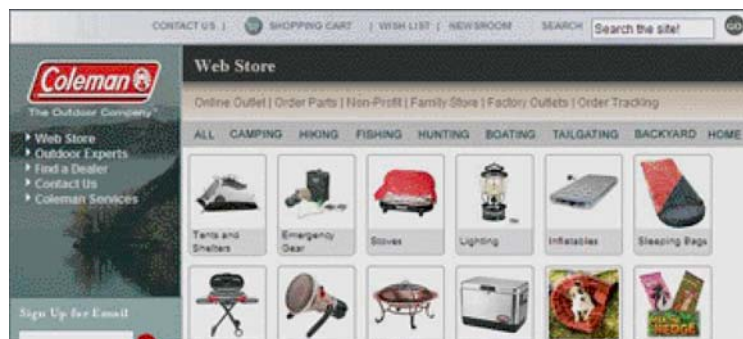 CONTACT US | SHOPPING CART | WISH LIST | NEWSROOM SEARCH Search the site! GO
Coleman
The Outdoor Company
Web Store
Outdoor Experts
Find a Dealer
Contact Us
Coleman Services
Sign Up for Email
Web Store
Online Outlet | Order Parts | Non-Profit | Family Store | Factory Outlets | Order Tracking
ALL CAMPING HIKING FISHING HUNTING BOATING TAILGATING BACKYARD HOME
Tents and Shelters
Emergency Gear
Stoves
Lighting
Inflatables
Sleeping Bags
HEDGE